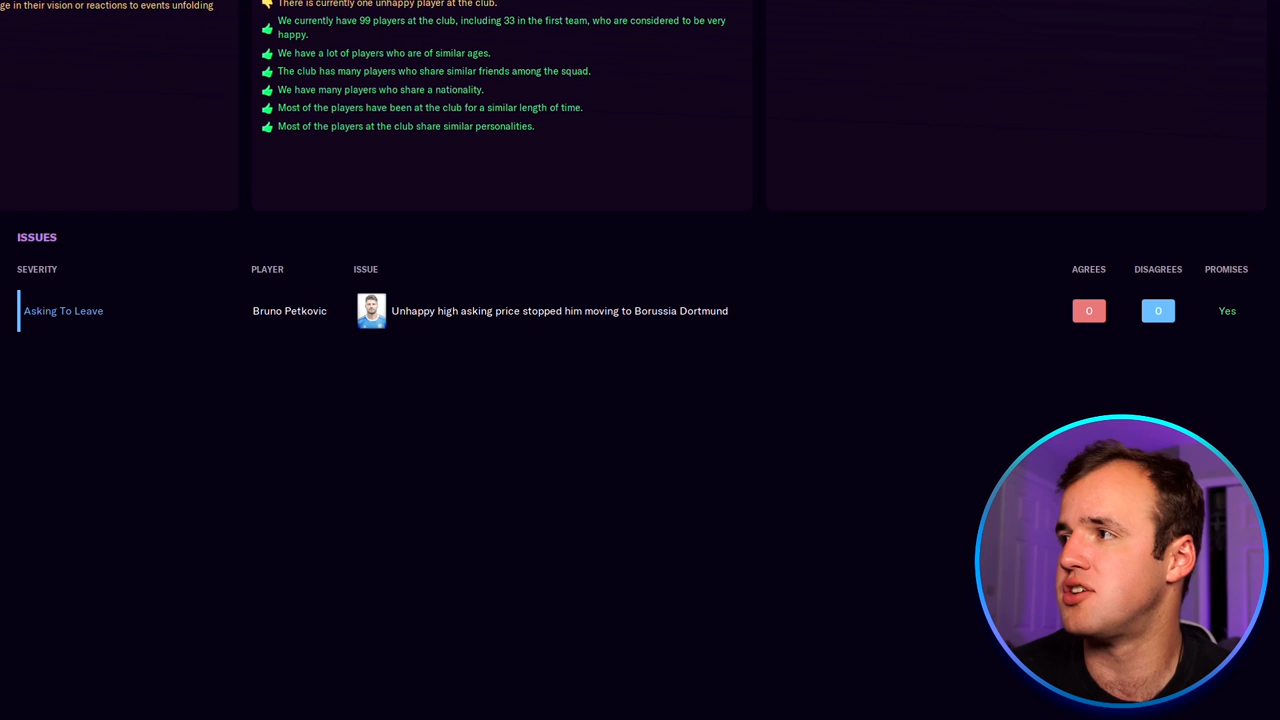 ge in their vision or reactions to events unfolding
There is currently one unhappy player at the club.
We currently have 99 players at the club, including 33 in the first team, who are considered to be very
happy.
We have a lot of players who are of similar ages.
The club has many players who share similar friends among the squad.
We have many players who share a nationality.
Most of the players have been at the club for a similar length of time.
Most of the players at the club share similar personalities.
ISSUES
SEVERITY PLAYER ISSUE AGREES DISAGREES PROMISES
Asking To Leave Bruno Petkovic Unhappy high asking price stopped him moving to Borussia Dortmund 0 0 Yes